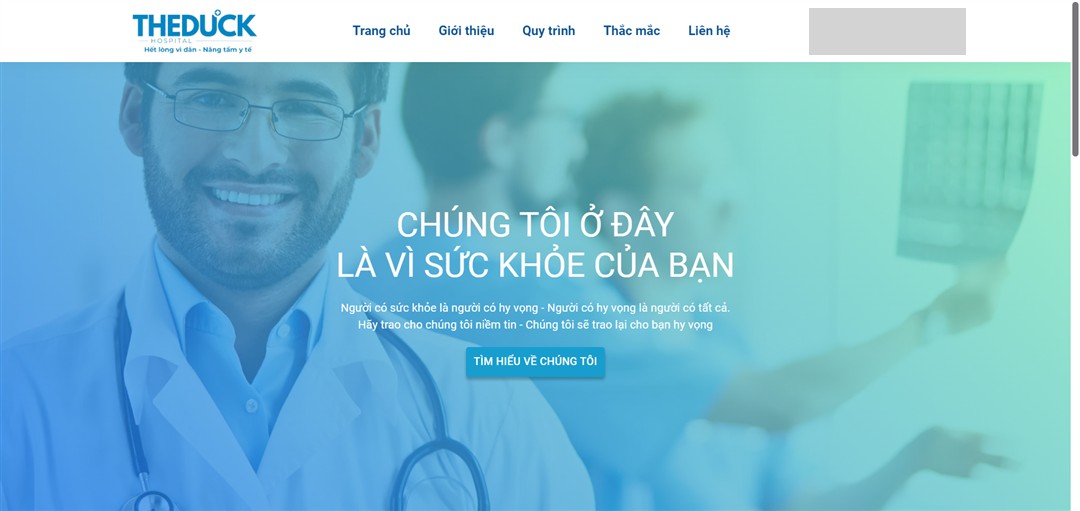 THEDUCK
HOSPITAL
Hết lòng vì dân - Nâng tầm y tế
Trang chủ
Giới thiệu
Quy trình
Thắc mắc
Liên hệ
CHÚNG TÔI Ở ĐÂY
LÀ VÌ SỨC KHỎE CỦA BẠN
Người có sức khỏe là người có hy vọng - Người có hy vọng là người có tất cả.
Hãy trao cho chúng tôi niềm tin - Chúng tôi sẽ trao lại cho bạn hy vọng
TÌM HIỂU VỀ CHÚNG TÔI